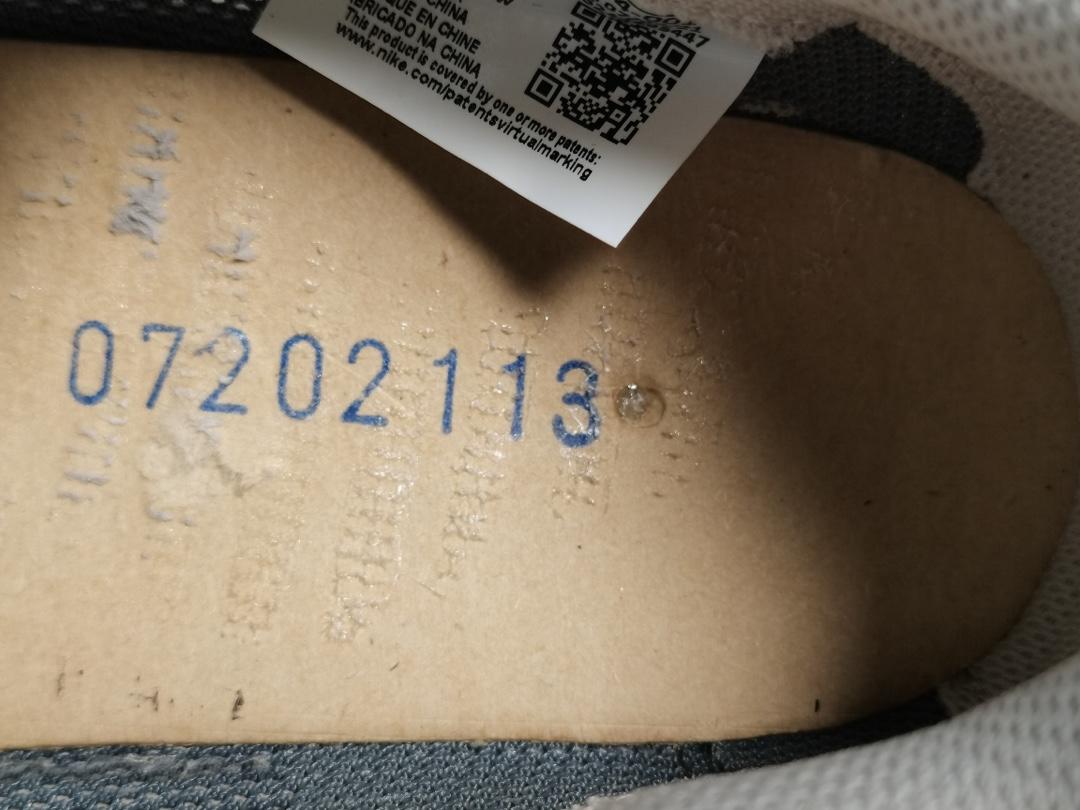 CHINA
QUE EN CHINE
FABRICADO NA CHINA
This product is covered by one or more patents:
www.nike.com/patentsvirtualmarking
07202113